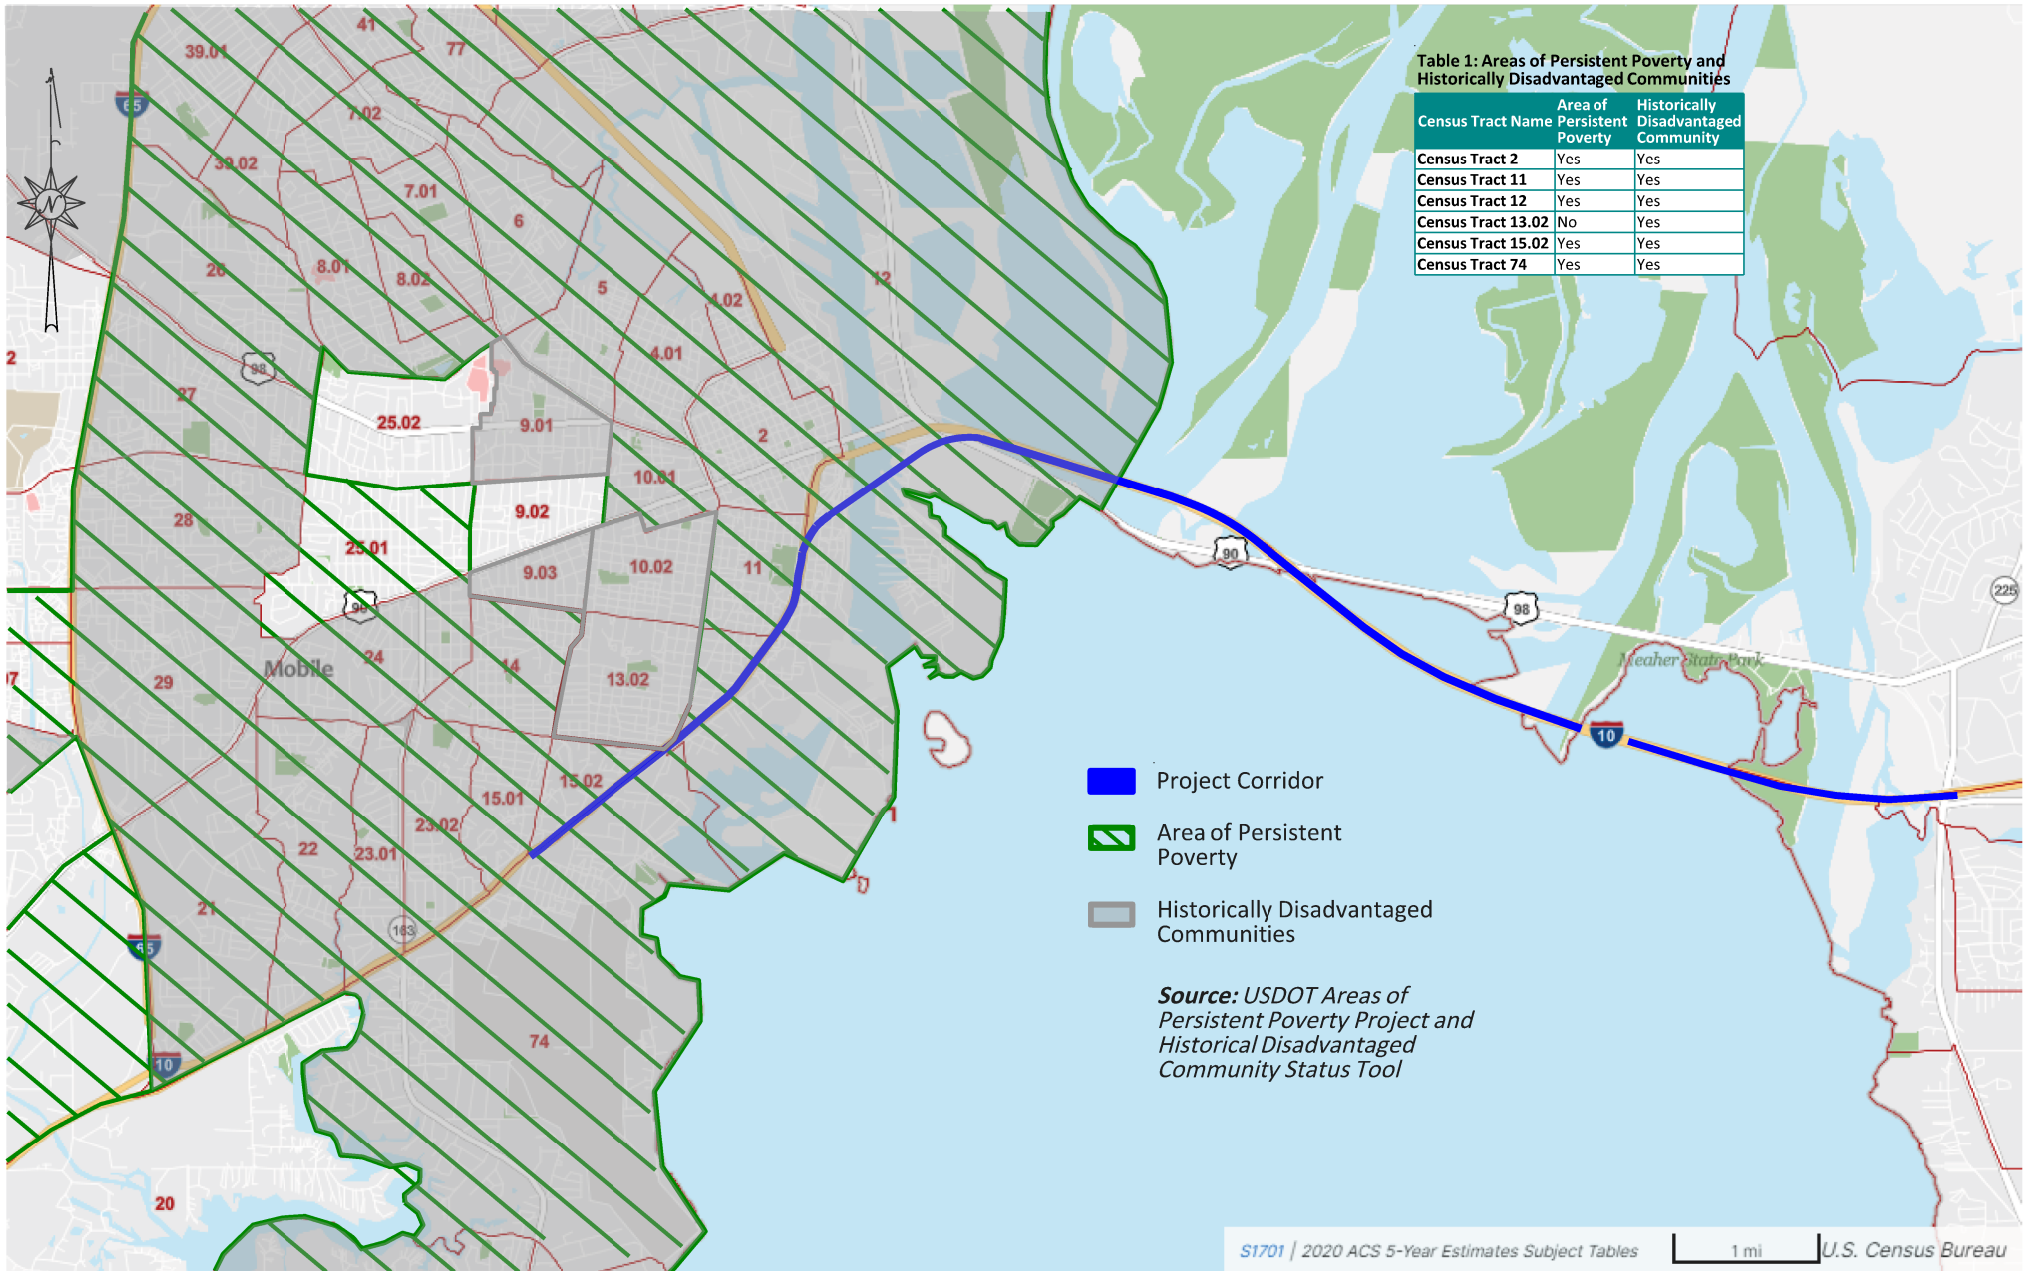 41
39.01
77
65
7.02
39.02
7.01
6
26
8.01
8.02
5
12
4.02
4.01
2
98
27
25.02
9.01
2
10.01
28
9.02
25.01
9.03
10.02
11
90
24
Mobile
29
14
13.02
17
15.02
15.01
23.02
22
23.01
1
21
163
65
10
74
20
Table 1: Areas of Persistent Poverty and
Historically Disadvantaged Communities
Census Tract Name Area of Persistent Poverty Historically Disadvantaged Community
Census Tract 2 Yes Yes
Census Tract 11 Yes Yes
Census Tract 12 Yes Yes
Census Tract 13.02 No Yes
Census Tract 15.02 Yes Yes
Census Tract 74 Yes Yes
90
98
225
Meaher State Park
10
Project Corridor
Area of Persistent
Poverty
Historically Disadvantaged
Communities
Source: USDOT Areas of
Persistent Poverty Project and
Historical Disadvantaged
Community Status Tool
S1701 | 2020 ACS 5-Year Estimates Subject Tables
1 mi
U.S. Census Bureau
N